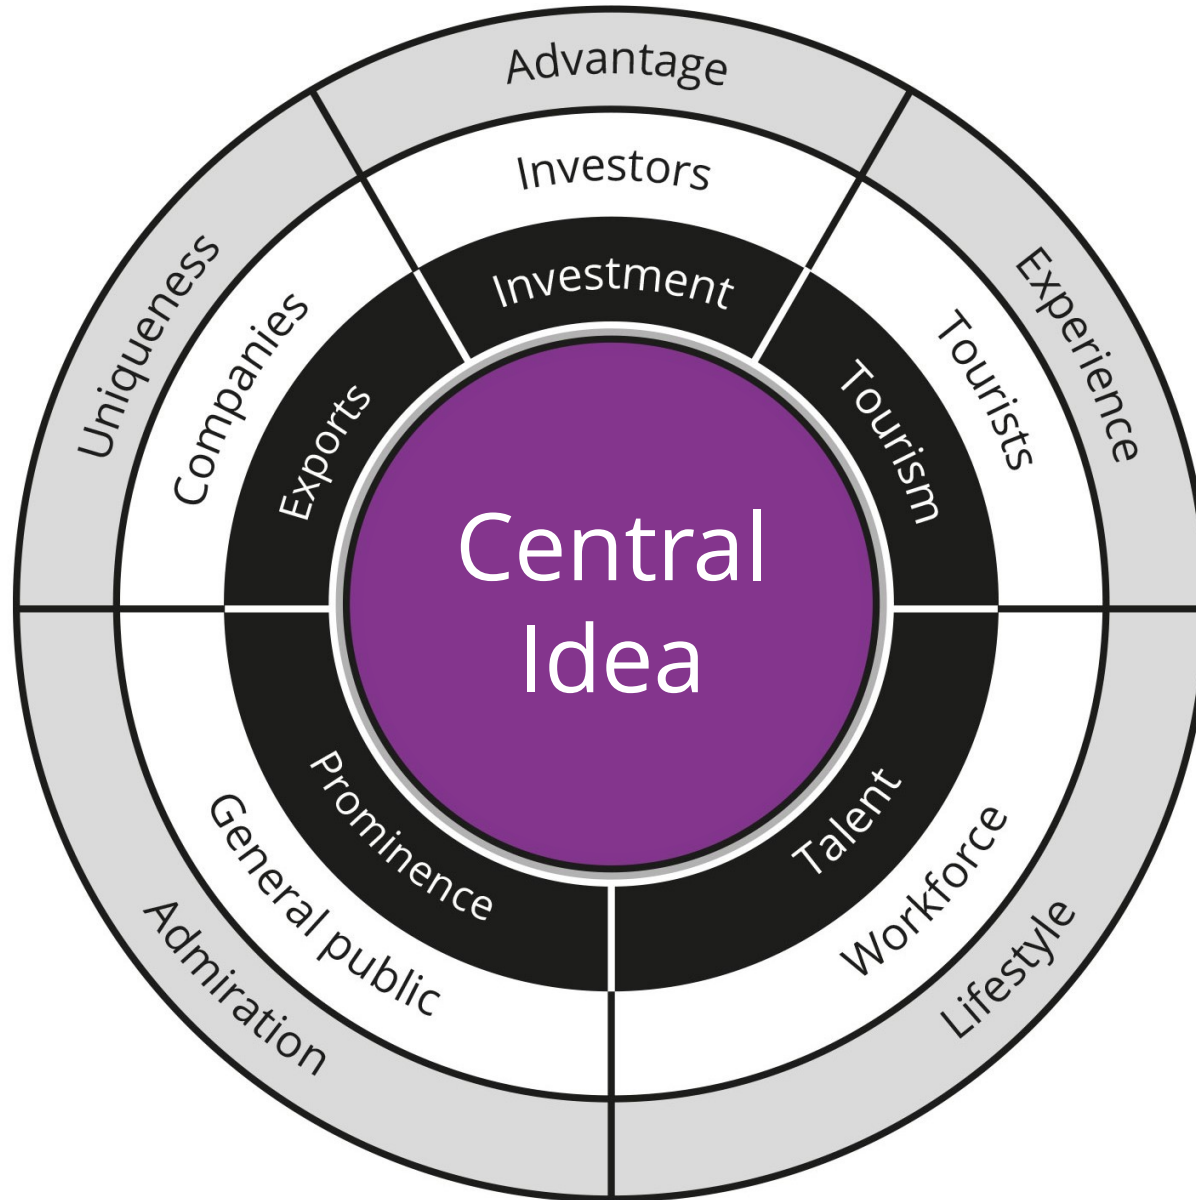 Advantage
Investors
Investment
Uniqueness
Companies
Exports
Experience
Tourists
Tourism
Central
Idea
Prominence
General public
Admiration
Talent
Workforce
Lifestyle